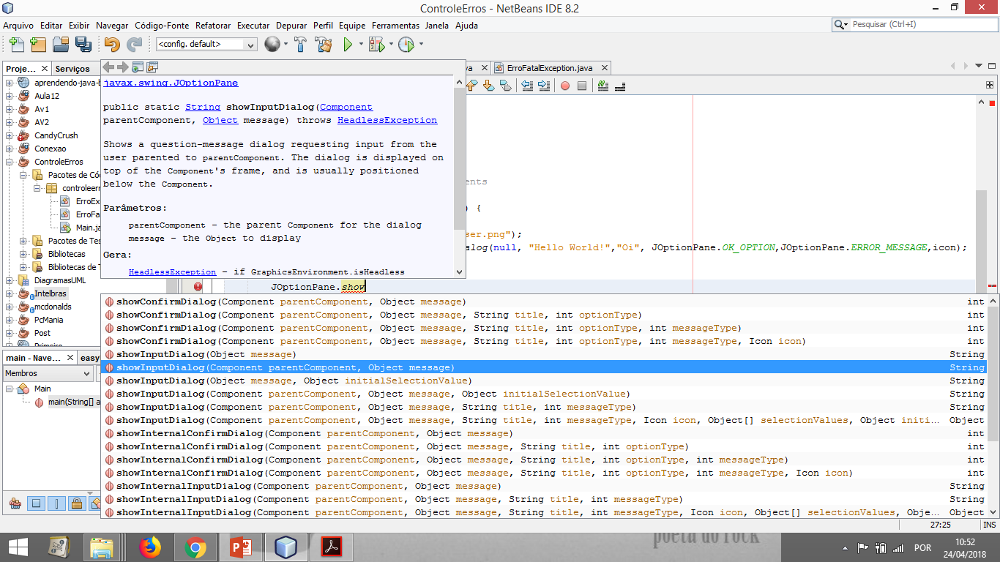 ControleErros - NetBeans IDE 8.2
Arquivo Editar Exibir Navegar Código-Fonte Refatorar Executar Depurar Perfil Equipe Ferramentas Janela Ajuda
Pesquisar (Ctrl+I)
<config. default>
Proje... Serviços
aprendendo-java-b
Aula12
Av1
AV2
CandyCrush
Conexao
ControleErros
Pacotes de Cód
controleerr
ErroEx
ErroFa
Main.ja
Pacotes de Tes
Bibliotecas
Bibliotecas de T
DiagramasUML
Intelbras
mcdonalds
PcMania
Post
Primeiro
main - Nave... easy
Membros
Main
main(String[] a
javax.swing.JOptionPane
public static String showInputDialog(Component
parentComponent, Object message) throws HeadlessException
Shows a question-message dialog requesting input from the
user parented to parentComponent. The dialog is displayed on
top of the Component's frame, and is usually positioned
below the Component.
Parâmetros:
parentComponent - the parent Component for the dialog
message - the Object to display
Gera:
HeadlessException - if GraphicsEnvironment.isHeadless
va ErroFatalException.java
ents
) {
ser.png");
alog(null, "Hello World!","Oi", JOptionPane.OK_OPTION,JOptionPane.ERROR_MESSAGE,icon);
JOptionPane.show
showConfirmDialog(Component parentComponent, Object message) int
showConfirmDialog(Component parentComponent, Object message, String title, int optionType) int
showConfirmDialog(Component parentComponent, Object message, String title, int optionType, int messageType) int
showConfirmDialog(Component parentComponent, Object message, String title, int optionType, int messageType, Icon icon) int
showInputDialog(Object message) String
showInputDialog(Component parentComponent, Object message) String
showInputDialog(Object message, Object initialSelectionValue) String
showInputDialog(Component parentComponent, Object message, Object initialSelectionValue) String
showInputDialog(Component parentComponent, Object message, String title, int messageType) String
showInputDialog(Component parentComponent, Object message, String title, int messageType, Icon icon, Object[] selectionValues, Object initi... Object
showInternalConfirmDialog(Component parentComponent, Object message) int
showInternalConfirmDialog(Component parentComponent, Object message, String title, int optionType) int
showInternalConfirmDialog(Component parentComponent, Object message, String title, int optionType, int messageType) int
showInternalConfirmDialog(Component parentComponent, Object message, String title, int optionType, int messageType, Icon icon) int
showInternalInputDialog(Component parentComponent, Object message) String
showInternalInputDialog(Component parentComponent, Object message, String title, int messageType) String
showInternalInputDialog(Component parentComponent, Object message, String title, int messageType, Icon icon, Object[] selectionValues, Obje... Object
27:25 INS
poeta do rock
POR
10:52
24/04/2018